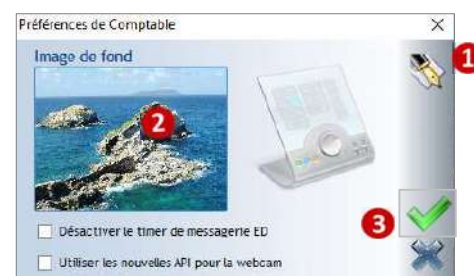 Préférences de Comptable
Image de fond
1
2
3
Désactiver le timer de messagerie ED
Utiliser les nouvelles API pour la webcam